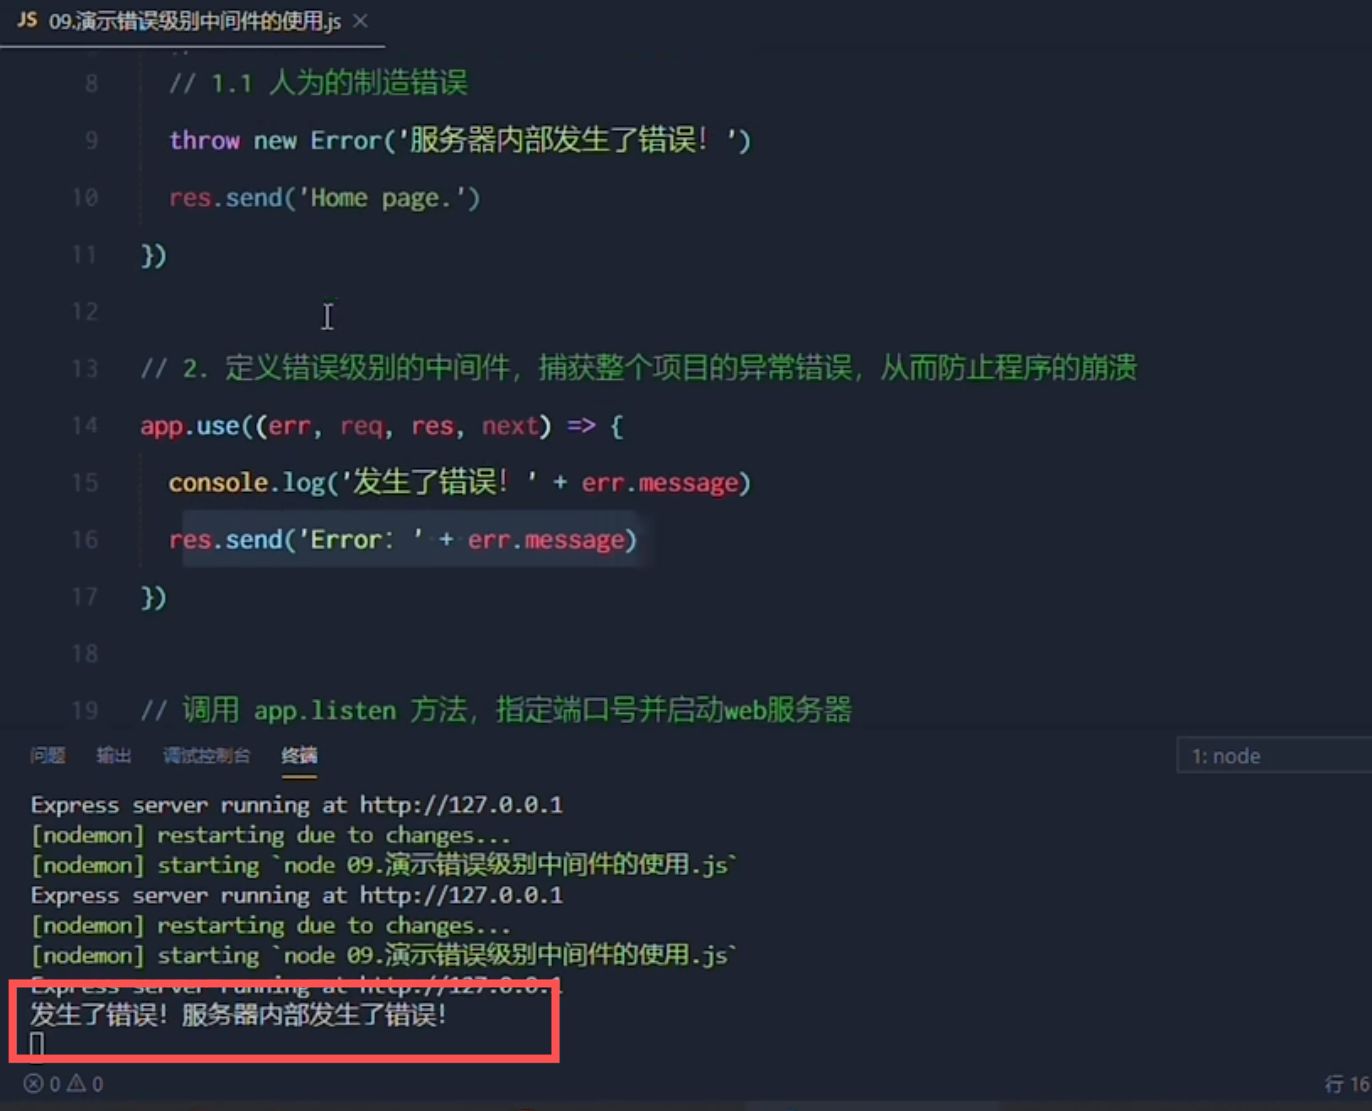 JS 09.演示错误级别中间件的使用.js ×
8 // 1.1 人为的制造错误
9 throw new Error('服务器内部发生了错误！')
10 res.send('Home page.')
11 })
12
13 // 2. 定义错误级别的中间件，捕获整个项目的异常错误，从而防止程序的崩溃
14 app.use((err, req, res, next) => {
15 console.log('发生了错误！' + err.message)
16 res.send('Error：' + err.message)
17 })
18
19 // 调用 app.listen 方法，指定端口号并启动web服务器
问题 输出 调试控制台 终端 1: node
Express server running at http://127.0.0.1
[nodemon] restarting due to changes...
[nodemon] starting `node 09.演示错误级别中间件的使用.js`
Express server running at http://127.0.0.1
[nodemon] restarting due to changes...
[nodemon] starting `node 09.演示错误级别中间件的使用.js`
Express server running at http://127.0.0.1
发生了错误！服务器内部发生了错误！
0 0 行 16